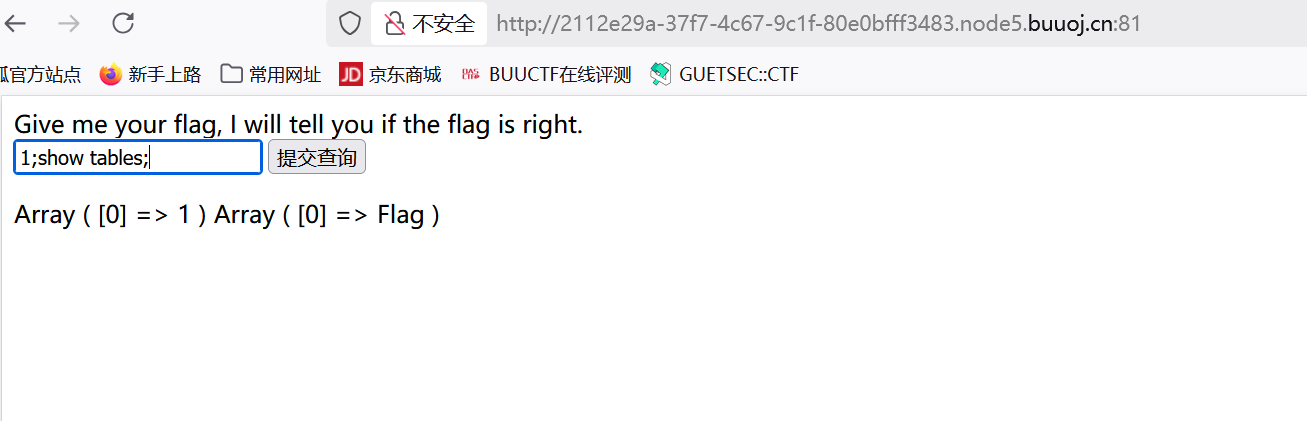 不安全 http://2112e29a-37f7-4c67-9c1f-80e0bfff3483.node5.buuoj.cn:81
狐官方站点 新手上路 常用网址 JD 京东商城 BUUCTF在线评测 GUETSEC::CTF
Give me your flag, I will tell you if the flag is right.
1;show tables; 提交查询
Array ( [0] => 1 ) Array ( [0] => Flag )